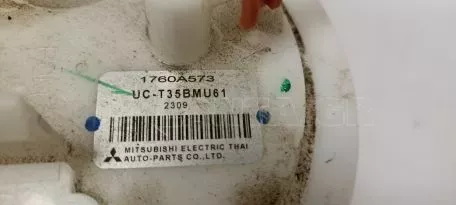 1760A573
UC-T35BMU61
2309
MITSUBISHI ELECTRIC THAI
AUTO-PARTS CO.,LTD.